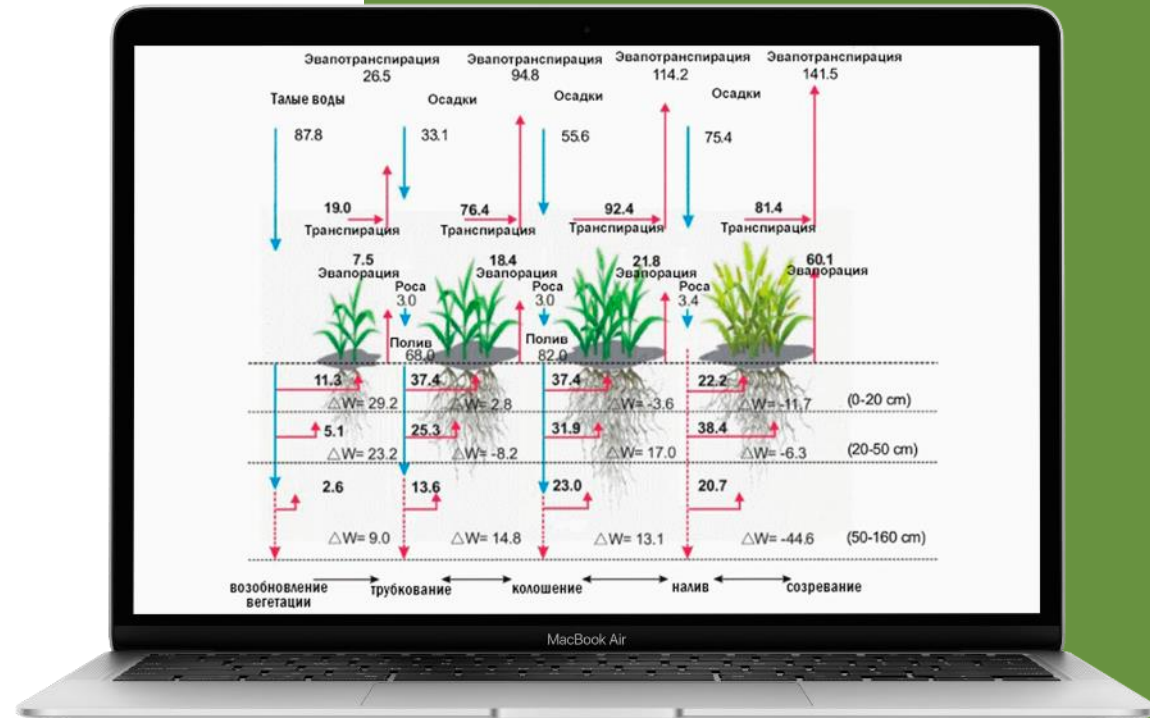 Эвапотранспирация Эвапотранспирация Эвапотранспирация Эвапотранспирация
26.5 94.8 114.2 141.5
Талые воды Осадки Осадки Осадки
87.8 33.1 55.6 75.4
19.0 76.4 92.4 81.4
Транспирация Транспирация Транспирация Транспирация
7.5 18.4 21.8 60.1
Эвапорация Эвапорация Эвапорация Эвапорация
Роса Роса Роса
3.0 3.0 3.4
Полив Полив
68.0 82.0
11.3 37.4 37.4 22.2
△W= 29.2 △W= 2.8 △W= -3.6 △W= -11.7 (0-20 cm)
5.1 25.3 31.9 38.4
△W= 23.2 △W= -8.2 △W= 17.0 △W= -6.3 (20-50 cm)
2.6 13.6 23.0 20.7
△W= 9.0 △W= 14.8 △W= 13.1 △W= -44.6 (50-160 cm)
возобновление трубкование колошение налив созревание
вегетации
MacBook Air